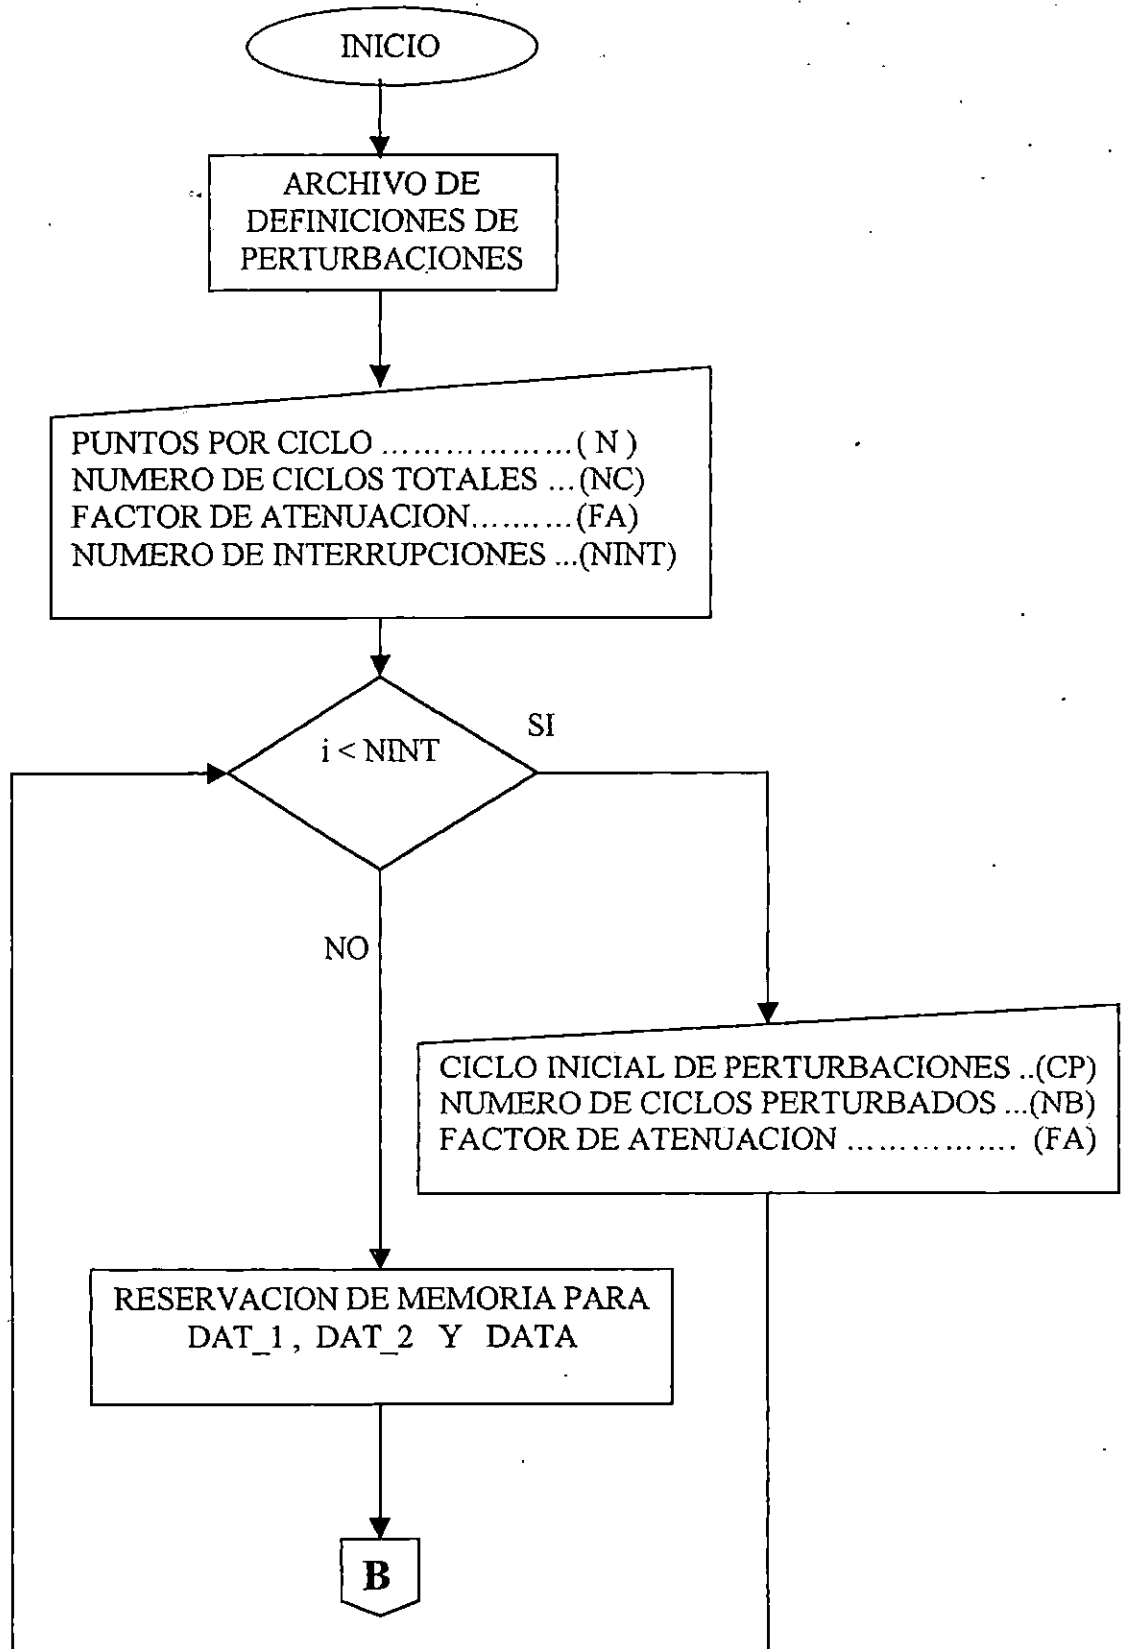 INICIO
ARCHIVO DE
DEFINICIONES DE
PERTURBACIONES
PUNTOS POR CICLO ..................( N )
NUMERO DE CICLOS TOTALES ...(NC)
FACTOR DE ATENUACION..........(FA)
NUMERO DE INTERRUPCIONES ...(NINT)
i < NINT
SI
NO
CICLO INICIAL DE PERTURBACIONES ..(CP)
NUMERO DE CICLOS PERTURBADOS ...(NB)
FACTOR DE ATENUACION ................ (FA)
RESERVACION DE MEMORIA PARA
DAT_1 , DAT_2 Y DATA
B